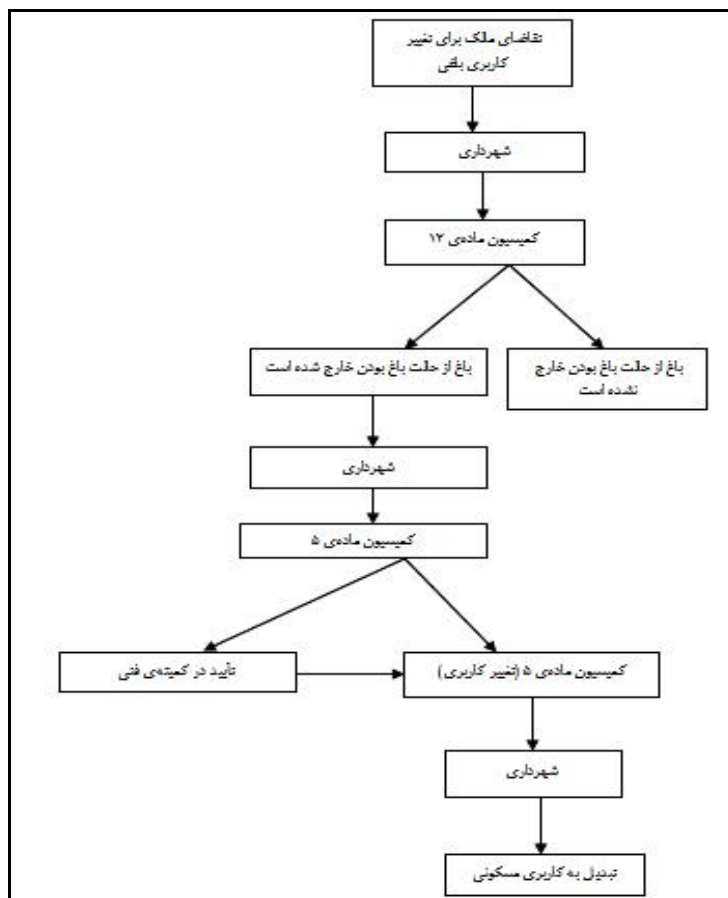 تقاضای مالک برای تغییر
کاربری باغی
شهرداری
کمیسیون ماده‌ی ۱۲
باغ از حالت باغ بودن خارج
نشده است
باغ از حالت باغ بودن خارج شده است
شهرداری
کمیسیون ماده‌ی ۵
کمیسیون ماده‌ی ۵ (تغییر کاربری)
تأیید در کمیته‌ی فنی
شهرداری
تبدیل به کاربری مسکونی